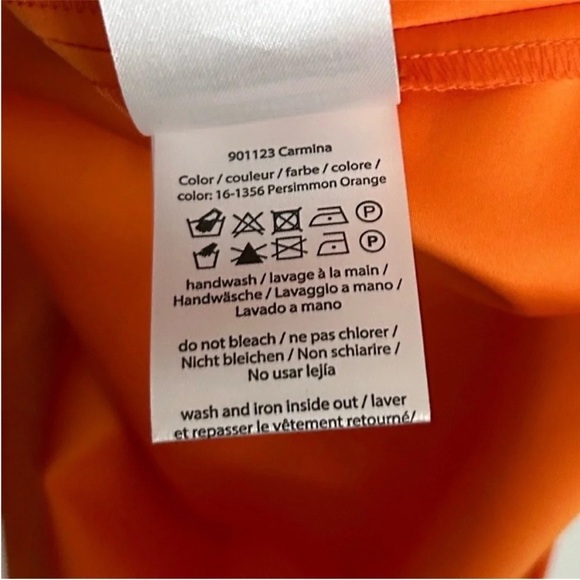 901123 Carmina
Color / couleur / farbe / colore /
color: 16-1356 Persimmon Orange
P
P
handwash / lavage à la main /
Handwäsche / Lavaggio a mano /
Lavado a mano
do not bleach / ne pas chlorer /
Nicht bleichen / Non schiarire /
No usar lejía
wash and iron inside out / laver
et repasser le vêtement retourné/